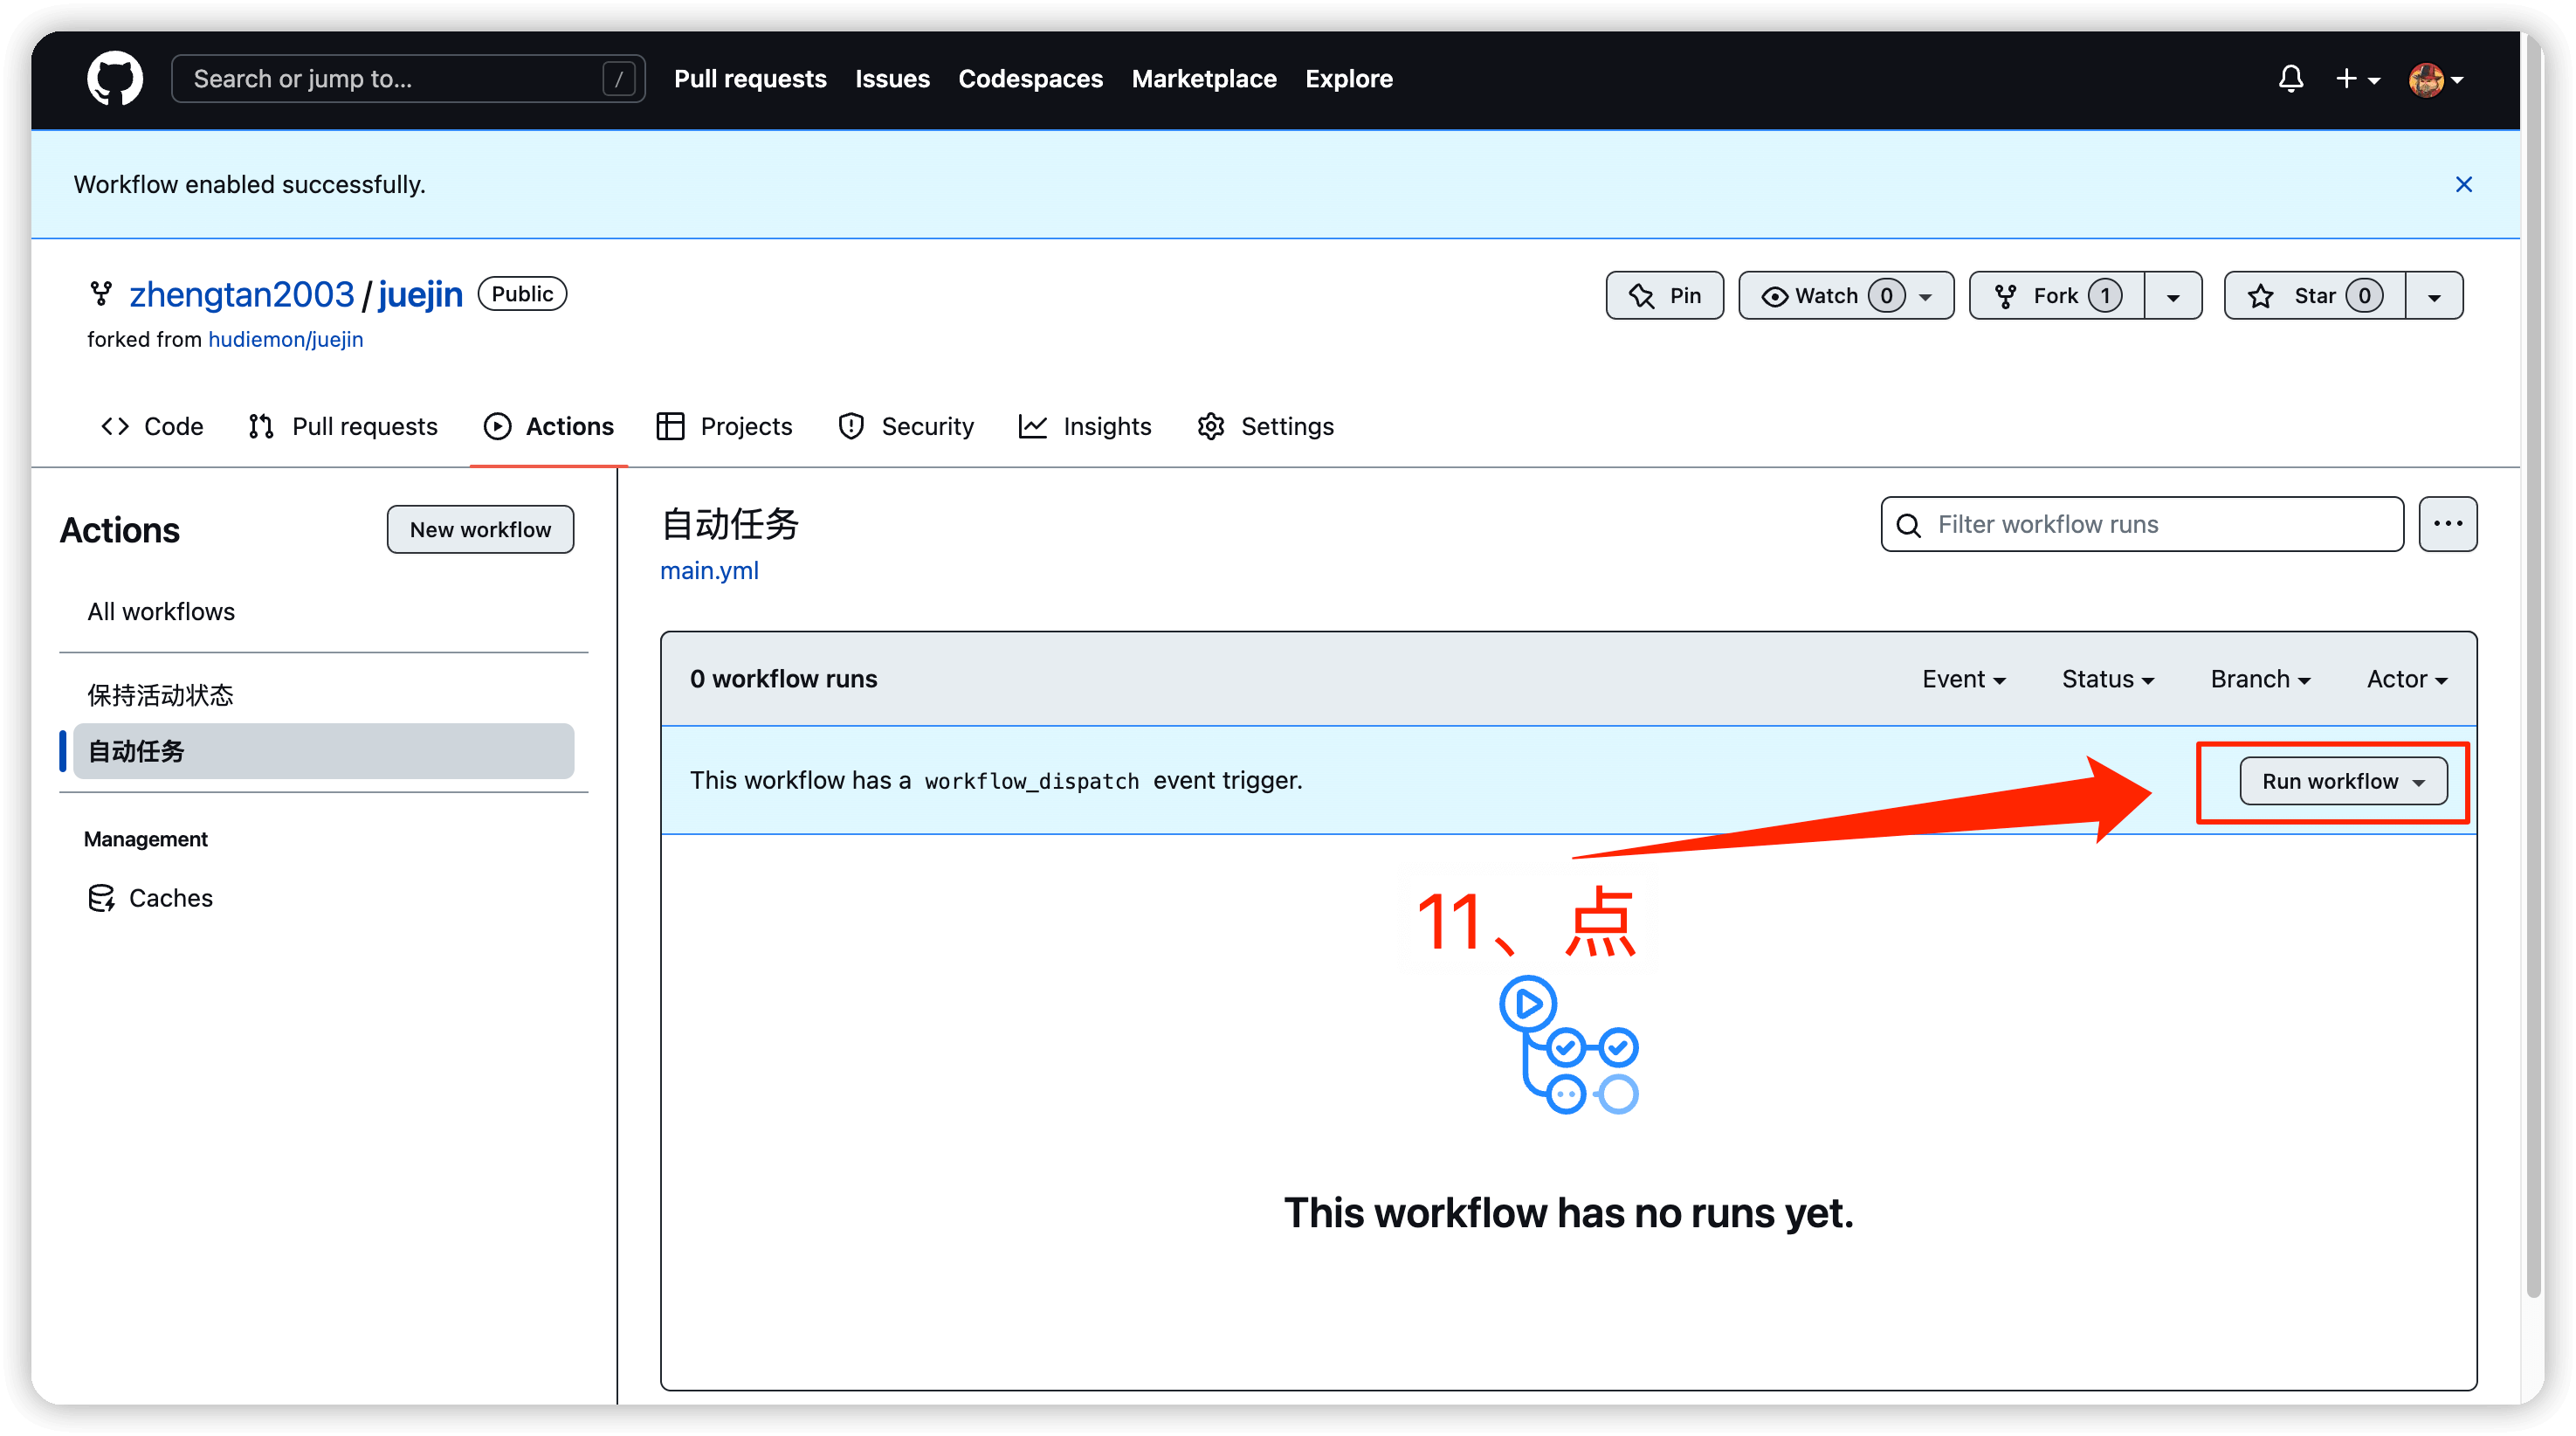 Search or jump to... / Pull requests Issues Codespaces Marketplace Explore
Workflow enabled successfully.
zhengtan2003 / juejin Public
Pin Watch 0 Fork 1 Star 0
forked from hudiemon/juejin
Code Pull requests Actions Projects Security Insights Settings
Actions New workflow
All workflows
保持活动状态
自动任务
Management
Caches
自动任务
Filter workflow runs
main.yml
0 workflow runs Event Status Branch Actor
This workflow has a workflow_dispatch event trigger. Run workflow
11、点
This workflow has no runs yet.